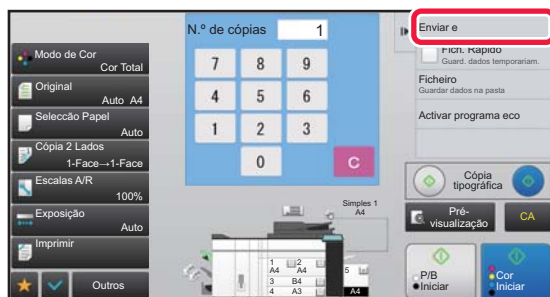 Modo de Cor
Cor Total
Original
Auto A4
Selecção Papel
Auto
Cópia 2 Lados
1-Face→1-Face
Escalas A/R
100%
Exposição
Auto
Imprimir
Outros
N.º de cópias 1
7 8 9
4 5 6
1 2 3
0 C
Simples 1
A4
1 A4
2 A4
3 B4
4 A3
5
A4
Enviar e
Fich. Rápido
Guard. dados temporariam.
Ficheiro
Guardar dados na pasta
Activar programa eco
Cópia
tipográfica
Pré-
visualização
CA
P/B
Iniciar
Cor
Iniciar